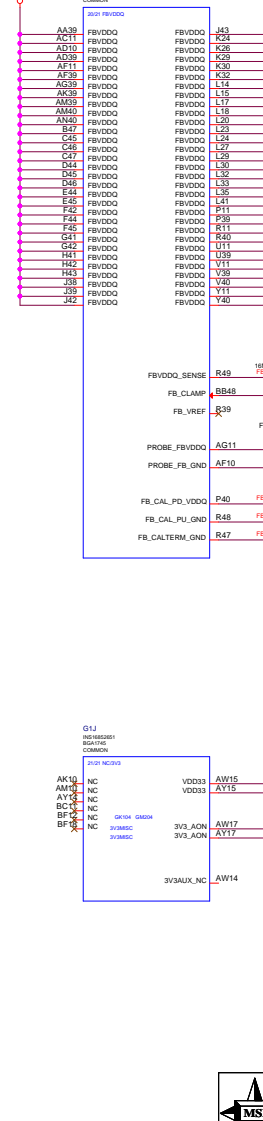 COMMON
20/21 FBVDDQ
AA39 FBVDDQ FBVDDQ J43
AC11 FBVDDQ FBVDDQ K24
AD10 FBVDDQ FBVDDQ K26
AD39 FBVDDQ FBVDDQ K29
AF11 FBVDDQ FBVDDQ K30
AF39 FBVDDQ FBVDDQ K32
AG39 FBVDDQ FBVDDQ L14
AK39 FBVDDQ FBVDDQ L15
AM39 FBVDDQ FBVDDQ L17
AM40 FBVDDQ FBVDDQ L18
AN40 FBVDDQ FBVDDQ L20
B47 FBVDDQ FBVDDQ L23
C45 FBVDDQ FBVDDQ L24
C46 FBVDDQ FBVDDQ L27
C47 FBVDDQ FBVDDQ L29
D44 FBVDDQ FBVDDQ L30
D45 FBVDDQ FBVDDQ L32
D46 FBVDDQ FBVDDQ L33
E44 FBVDDQ FBVDDQ L35
E45 FBVDDQ FBVDDQ L41
F42 FBVDDQ FBVDDQ P11
F44 FBVDDQ FBVDDQ P39
F45 FBVDDQ FBVDDQ R11
G41 FBVDDQ FBVDDQ R40
G42 FBVDDQ FBVDDQ U11
H41 FBVDDQ FBVDDQ U39
H42 FBVDDQ FBVDDQ V11
H43 FBVDDQ FBVDDQ V39
J38 FBVDDQ FBVDDQ V40
J39 FBVDDQ FBVDDQ Y11
J42 FBVDDQ FBVDDQ Y40
FBVDDQ_SENSE R49
FB_CLAMP BB48
FB_VREF R39
PROBE_FBVDDQ AG11
PROBE_FB_GND AF10
FB_CAL_PD_VDDQ P40
FB_CAL_PU_GND R48
FB_CALTERM_GND R47
G1J
INS16852651
BGA1745
COMMON
21/21 NC/3V3
AK10 NC VDD33 AW15
AM10 NC VDD33 AY15
AY14 NC
BC11 NC
BF12 NC GK104 GM204
BF18 NC 3V3MISC 3V3_AON AW17
3V3MISC 3V3_AON AY17
3V3AUX_NC AW14